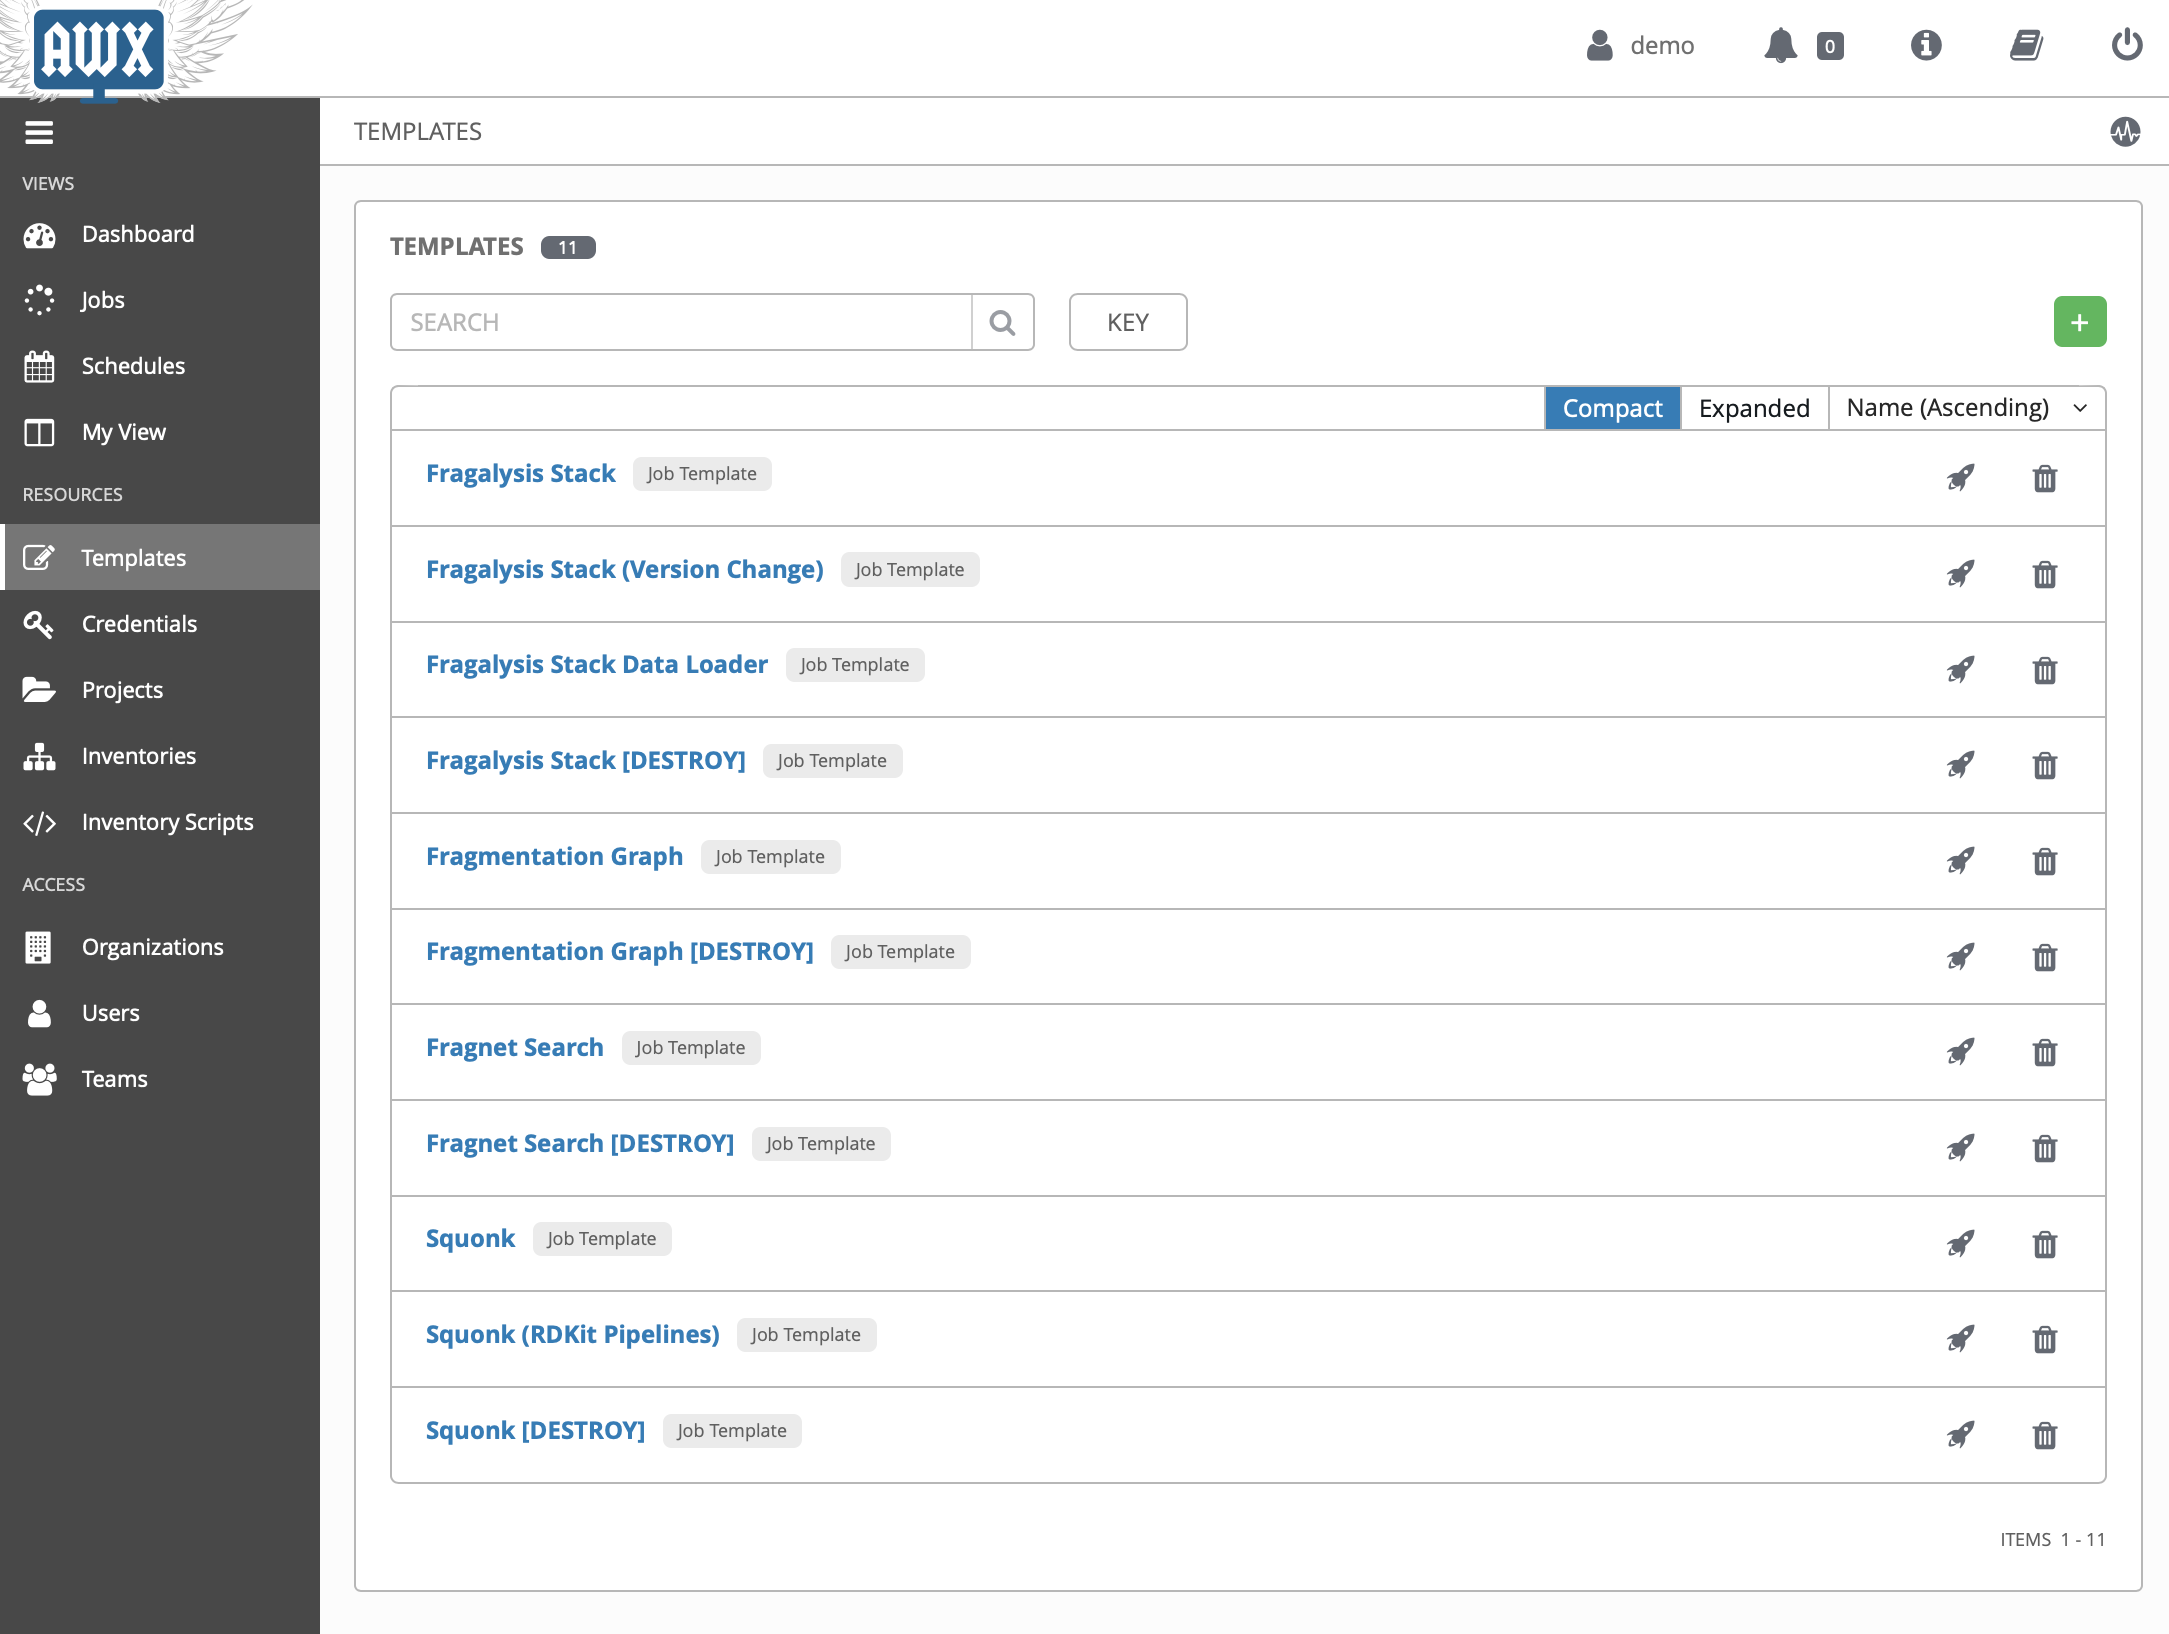 AWX
demo
0
VIEWS
Dashboard
Jobs
Schedules
My View
RESOURCES
Templates
Credentials
Projects
Inventories
Inventory Scripts
ACCESS
Organizations
Users
Teams
TEMPLATES
TEMPLATES 11
SEARCH
KEY
+
Compact Expanded Name (Ascending)
Fragalysis Stack Job Template
Fragalysis Stack (Version Change) Job Template
Fragalysis Stack Data Loader Job Template
Fragalysis Stack [DESTROY] Job Template
Fragmentation Graph Job Template
Fragmentation Graph [DESTROY] Job Template
Fragnet Search Job Template
Fragnet Search [DESTROY] Job Template
Squonk Job Template
Squonk (RDKit Pipelines) Job Template
Squonk [DESTROY] Job Template
ITEMS 1 - 11